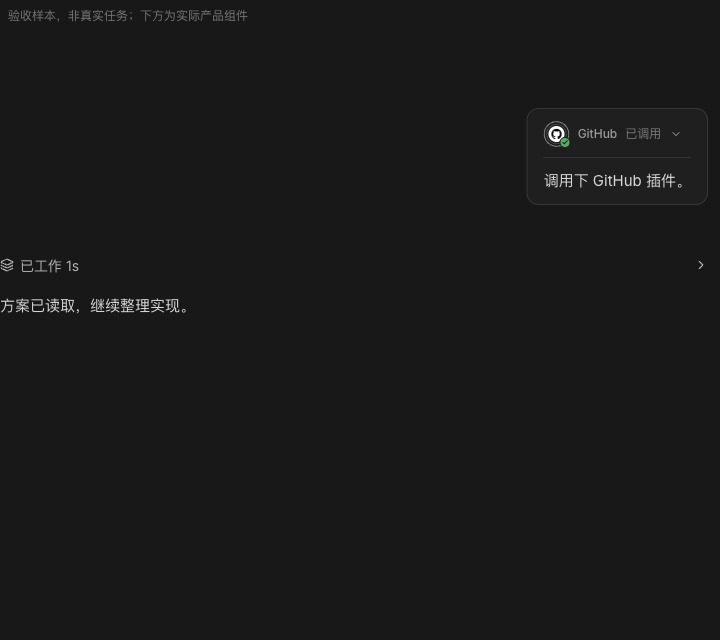 验收样本，非真实任务；下方为实际产品组件
GitHub 已调用
调用下 GitHub 插件。
已工作 1s
方案已读取，继续整理实现。